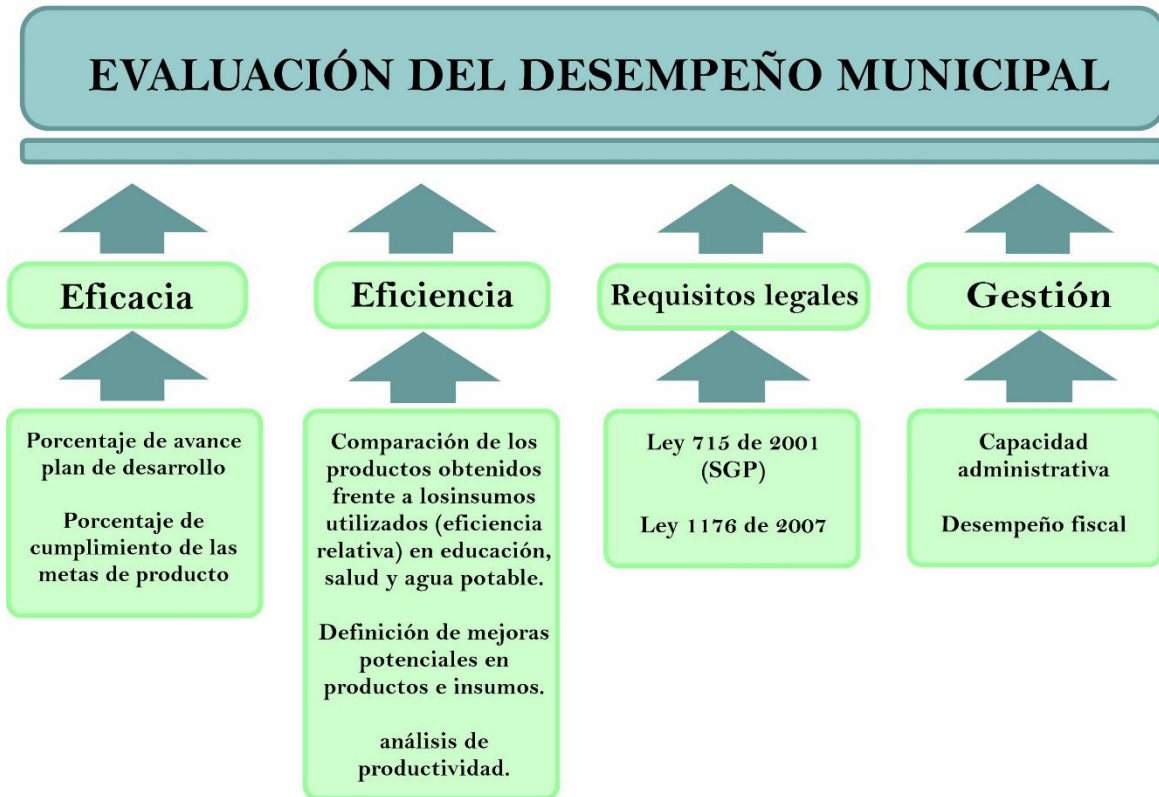 EVALUACIÓN DEL DESEMPEÑO MUNICIPAL
Eficacia
Porcentaje de avance
plan de desarrollo
Porcentaje de
cumplimiento de las
metas de producto
Eficiencia
Comparación de los
productos obtenidos
frente a losinsumos
utilizados (eficiencia
relativa) en educación,
salud y agua potable.
Definición de mejoras
potenciales en
productos e insumos.
análisis de
productividad.
Requisitos legales
Ley 715 de 2001
(SGP)
Ley 1176 de 2007
Gestión
Capacidad
administrativa
Desempeño fiscal